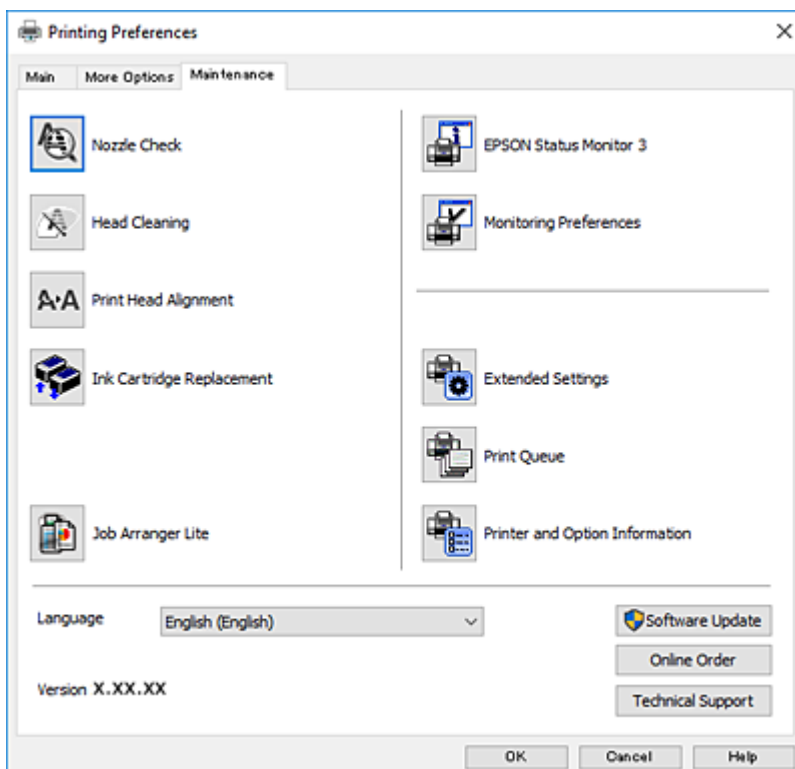 Printing Preferences
Main
More Options
Maintenance
Nozzle Check
Head Cleaning
A·A
Print Head Alignment
Ink Cartridge Replacement
Job Arranger Lite
EPSON Status Monitor 3
Monitoring Preferences
Extended Settings
Print Queue
Printer and Option Information
Language
English (English)
Software Update
Online Order
Version X.XX.XX
Technical Support
OK
Cancel
Help